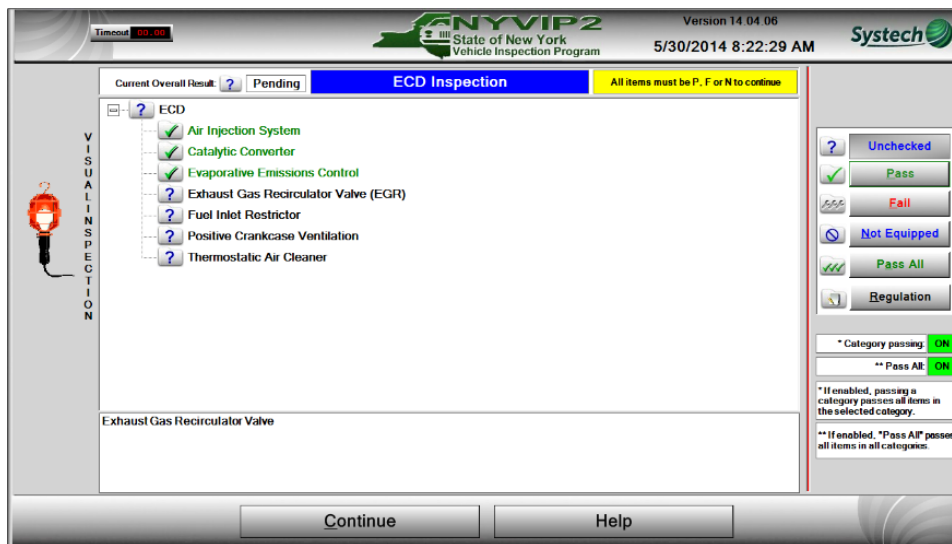 Timeout 00.00
NYVIP2
State of New York
Vehicle Inspection Program
Version 14.04.06
5/30/2014 8:22:29 AM
Systech
Current Overall Result: ? Pending
ECD Inspection
All items must be P, F or N to continue
VISUAL INSPECTION
? ECD
Air Injection System
Catalytic Converter
Evaporative Emissions Control
? Exhaust Gas Recirculator Valve (EGR)
? Fuel Inlet Restrictor
? Positive Crankcase Ventilation
? Thermostatic Air Cleaner
Exhaust Gas Recirculator Valve
? Unchecked
Pass
Fail
Not Equipped
Pass All
Regulation
* Category passing: ON
** Pass All: ON
* If enabled, passing a
category passes all items in
the selected category.
** If enabled, "Pass All" passes
all items in all categories.
Continue
Help